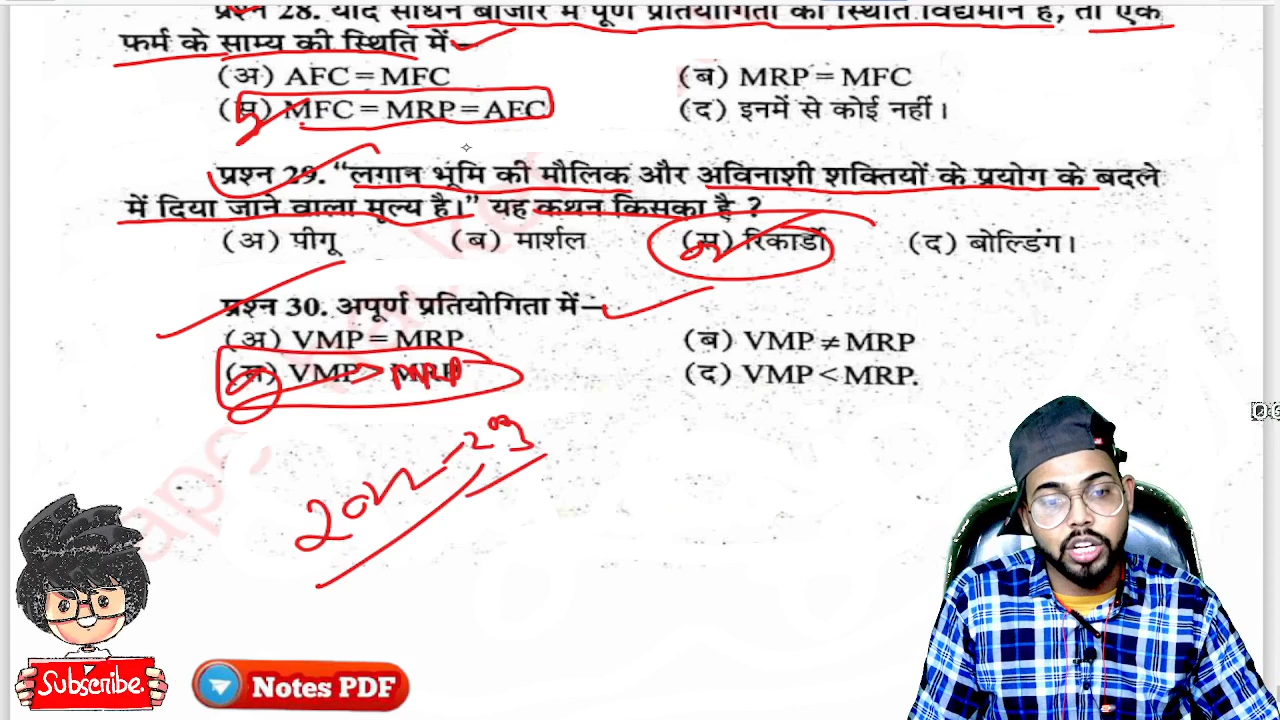 प्रश्न 28. यदि साधन बाजार में पूर्ण प्रतियोगिता की स्थिति विद्यमान है, तो एक
फर्म के साम्य की स्थिति में–
(अ) AFC = MFC (ब) MRP = MFC
(स) MFC = MRP = AFC (द) इनमें से कोई नहीं।
प्रश्न 29. “लगान भूमि की मौलिक और अविनाशी शक्तियों के प्रयोग के बदले
में दिया जाने वाला मूल्य है।” यह कथन किसका है ?
(अ) पीगू (ब) मार्शल (स) रिकार्डो (द) बोल्डिंग।
प्रश्न 30. अपूर्ण प्रतियोगिता में–
(अ) VMP = MRP (ब) VMP ≠ MRP
(स) VMP > MRP (द) VMP < MRP.
Subscribe.
Notes PDF